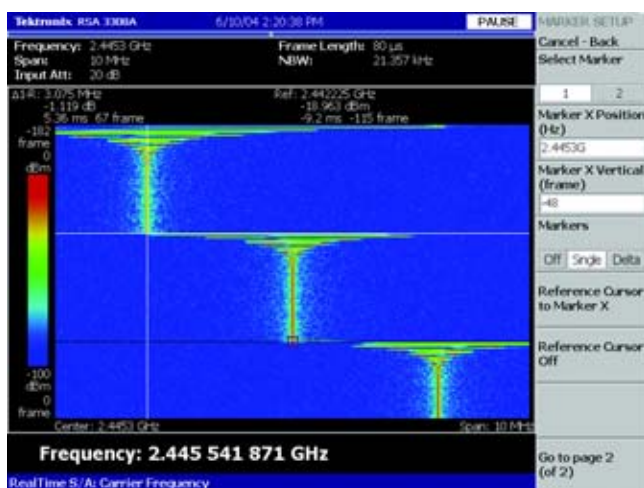 Tektronix RSA 3308A 6/10/04 2:20:38 PM PAUSE
MARKER SETUP
Frequency: 2.4453 GHz Frame Length: 80 µs
Span: 10 MHz NBW: 21.357 kHz
Input Att: 20 dB
Δ1-R: 3.075 MHz Ref: 2.442225 GHz
-1.119 dB -18.963 dBm
5.36 ms 67 frame -9.2 ms -115 frame
-182
frame
0
dBm
-100
dBm
0
frame
Center: 2.4453 GHz Span: 10 MHz
Frequency: 2.445 541 871 GHz
RealTime S/A: Carrier Frequency
Cancel - Back
Select Marker
1 2
Marker X Position
(Hz)
2.4453G
Marker X Vertical
(frame)
-48
Markers
Off Single Delta
Reference Cursor
to Marker X
Reference Cursor
Off
Go to page 2
(of 2)